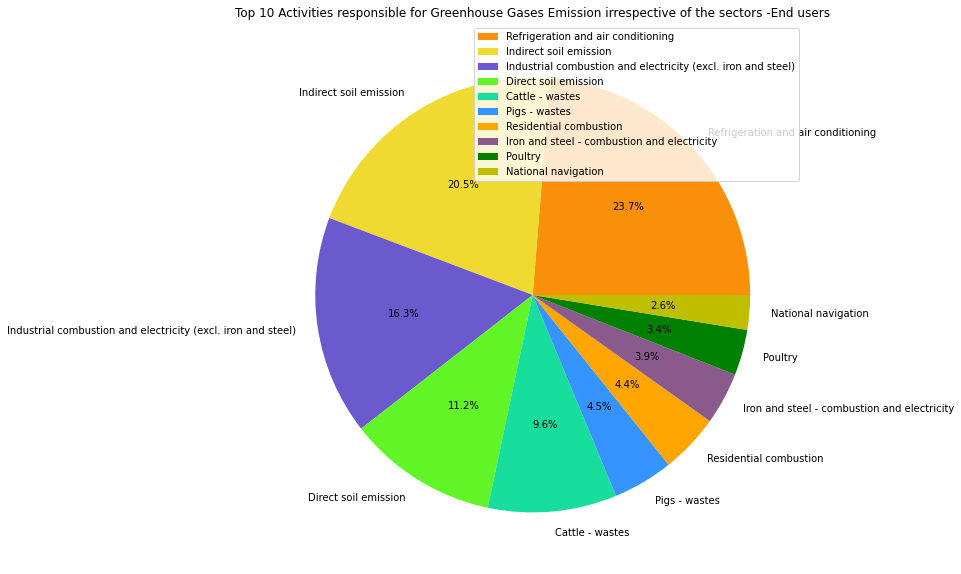 Top 10 Activities responsible for Greenhouse Gases Emission irrespective of the sectors -End users
Refrigeration and air conditioning
Indirect soil emission
Industrial combustion and electricity (excl. iron and steel)
Direct soil emission
Cattle - wastes
Pigs - wastes
Residential combustion
Iron and steel - combustion and electricity
Poultry
National navigation
Indirect soil emission
Refrigeration and air conditioning
20.5%
23.7%
2.6%
National navigation
16.3%
Industrial combustion and electricity (excl. iron and steel)
3.4%
Poultry
3.9%
Iron and steel - combustion and electricity
4.4%
Residential combustion
11.2%
4.5%
9.6%
Direct soil emission
Pigs - wastes
Cattle - wastes